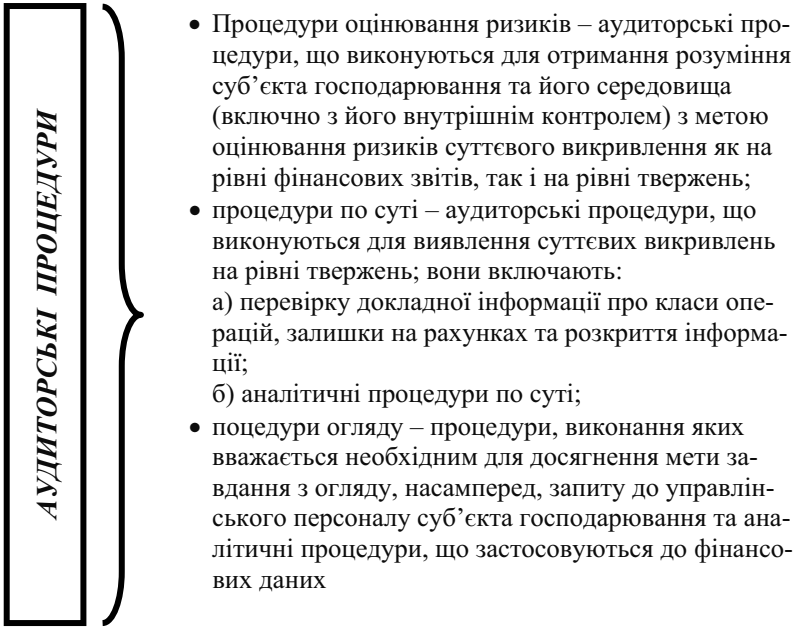 АУДИТОРСЬКІ ПРОЦЕДУРИ
• Процедури оцінювання ризиків – аудиторські про-
цедури, що виконуються для отримання розуміння
суб’єкта господарювання та його середовища
(включно з його внутрішнім контролем) з метою
оцінювання ризиків суттєвого викривлення як на
рівні фінансових звітів, так і на рівні твержень;
• процедури по суті – аудиторські процедури, що
виконуються для виявлення суттєвих викривлень
на рівні твержень; вони включають:
а) перевірку докладної інформації про класи опе-
рацій, залишки на рахунках та розкриття інформа-
ції;
б) аналітичні процедури по суті;
• поцедури огляду – процедури, виконання яких
вважається необхідним для досягнення мети за-
вдання з огляду, насамперед, запиту до управлін-
ського персоналу суб’єкта господарювання та ана-
літичні процедури, що застосовуються до фінансо-
вих даних